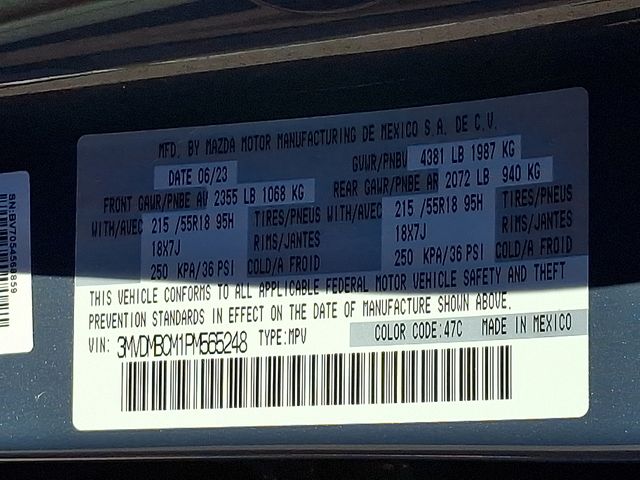 MFD. BY MAZDA MOTOR MANUFACTURING DE MEXICO S.A. DE C.V.
DATE 06/23 GVWR/PNBV 4381 LB 1987 KG
FRONT GAWR/PNBE AV 2355 LB 1068 KG REAR GAWR/PNBE AR 2072 LB 940 KG
WITH/AVEC 215 /55R18 95H TIRES/PNEUS WITH/AVEC 215 /55R18 95H TIRES/PNEUS
18X7J RIMS/JANTES 18X7J RIMS/JANTES
250 KPA/36 PSI COLD/A FROID 250 KPA/36 PSI COLD/A FROID
THIS VEHICLE CONFORMS TO ALL APPLICABLE FEDERAL MOTOR VEHICLE SAFETY AND THEFT
PREVENTION STANDARDS IN EFFECT ON THE DATE OF MANUFACTURE SHOWN ABOVE.
VIN: 3MVDMBCM1PM565248 TYPE:MPV COLOR CODE:47C MADE IN MEXICO
SN:BV7054568859